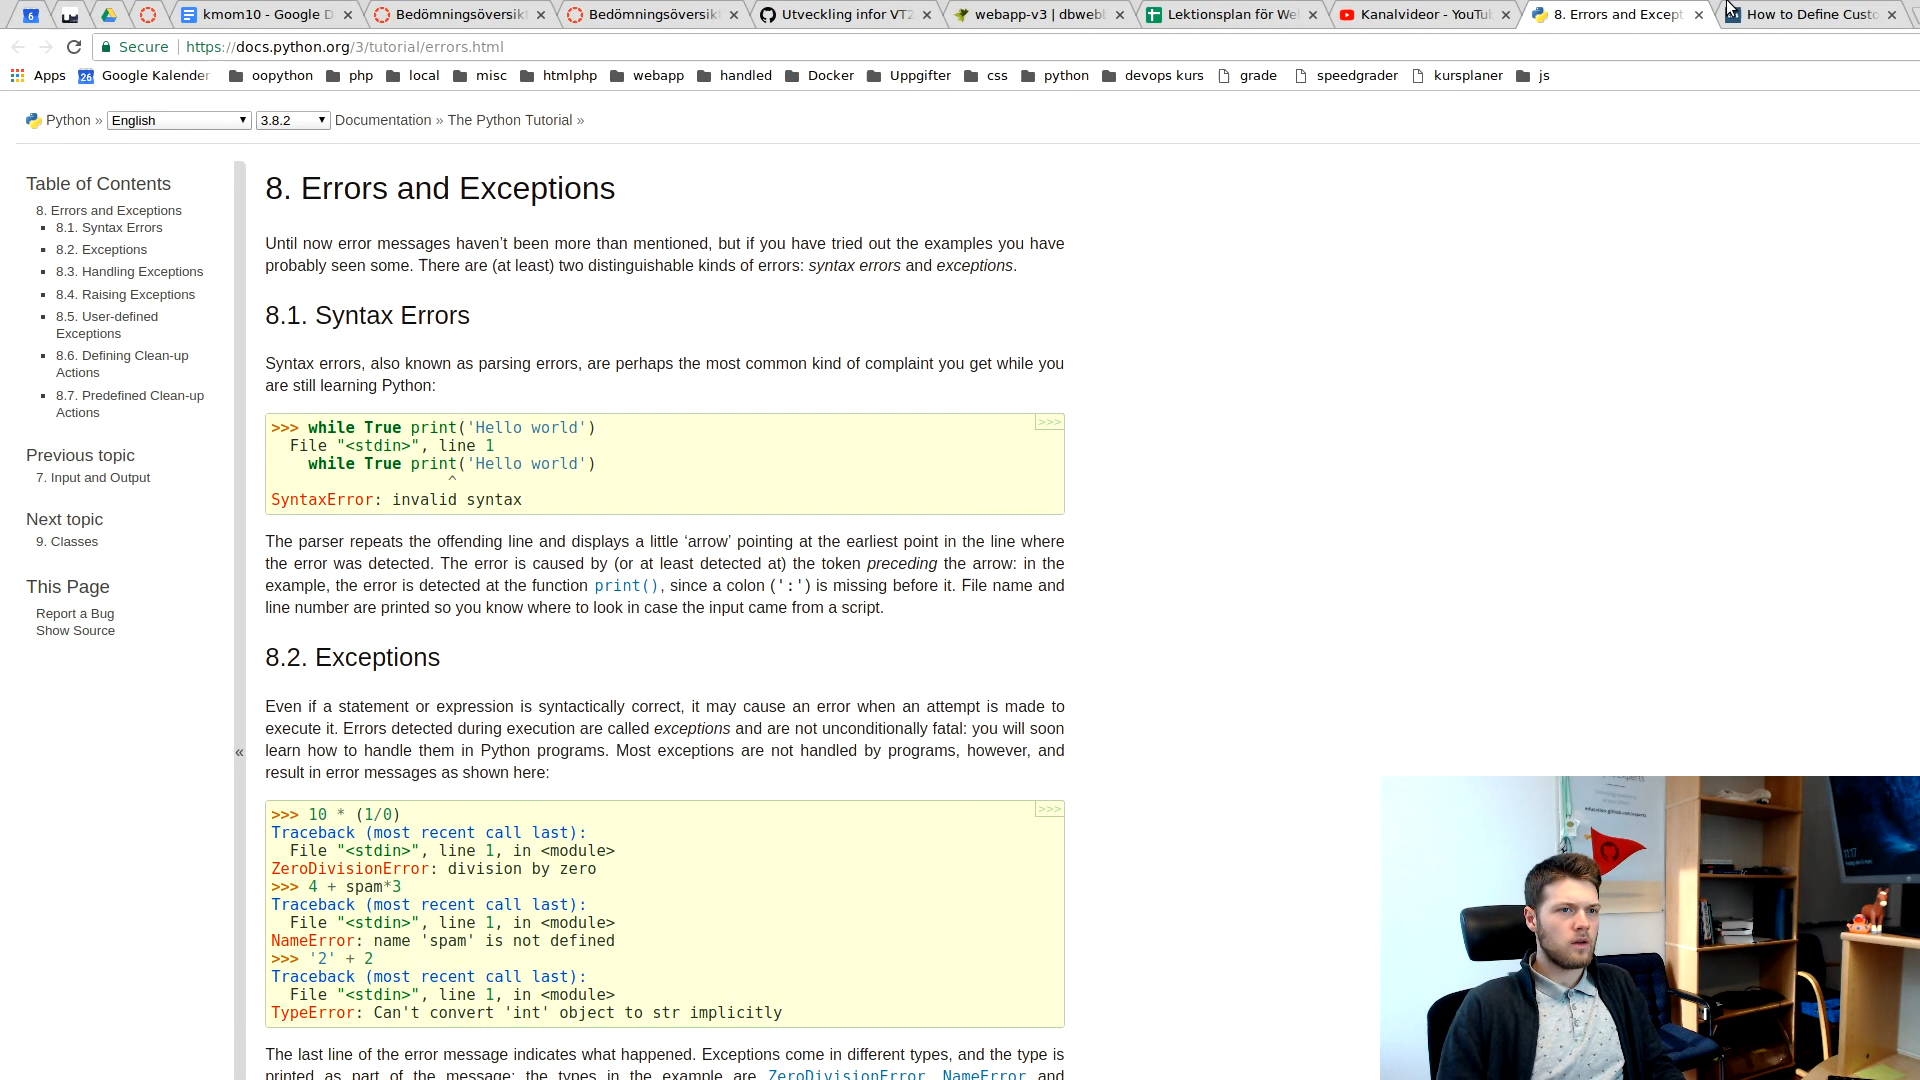 6
kmom10 - Google D
Bedömningsöversik
Bedömningsöversik
Utveckling infor VT2
webapp-v3 | dbwebb
Lektionsplan för We
Kanalvideor - YouTub
8. Errors and Except
How to Define Custo
Secure https://docs.python.org/3/tutorial/errors.html
Apps 26 Google Kalender oopython php local misc htmlphp webapp handled Docker Uppgifter css python devops kurs grade speedgrader kursplaner js
Python » English 3.8.2 Documentation » The Python Tutorial »
Table of Contents
8. Errors and Exceptions
8.1. Syntax Errors
8.2. Exceptions
8.3. Handling Exceptions
8.4. Raising Exceptions
8.5. User-defined
Exceptions
8.6. Defining Clean-up
Actions
8.7. Predefined Clean-up
Actions
Previous topic
7. Input and Output
Next topic
9. Classes
This Page
Report a Bug
Show Source
«
8. Errors and Exceptions
Until now error messages haven’t been more than mentioned, but if you have tried out the examples you have
probably seen some. There are (at least) two distinguishable kinds of errors: syntax errors and exceptions.
8.1. Syntax Errors
Syntax errors, also known as parsing errors, are perhaps the most common kind of complaint you get while you
are still learning Python:
>>>
>>> while True print('Hello world')
File "<stdin>", line 1
while True print('Hello world')
^
SyntaxError: invalid syntax
The parser repeats the offending line and displays a little ‘arrow’ pointing at the earliest point in the line where
the error was detected. The error is caused by (or at least detected at) the token preceding the arrow: in the
example, the error is detected at the function print(), since a colon (':') is missing before it. File name and
line number are printed so you know where to look in case the input came from a script.
8.2. Exceptions
Even if a statement or expression is syntactically correct, it may cause an error when an attempt is made to
execute it. Errors detected during execution are called exceptions and are not unconditionally fatal: you will soon
learn how to handle them in Python programs. Most exceptions are not handled by programs, however, and
result in error messages as shown here:
>>>
>>> 10 * (1/0)
Traceback (most recent call last):
File "<stdin>", line 1, in <module>
ZeroDivisionError: division by zero
>>> 4 + spam*3
Traceback (most recent call last):
File "<stdin>", line 1, in <module>
NameError: name 'spam' is not defined
>>> '2' + 2
Traceback (most recent call last):
File "<stdin>", line 1, in <module>
TypeError: Can't convert 'int' object to str implicitly
The last line of the error message indicates what happened. Exceptions come in different types, and the type is
printed as part of the message: the types in the example are ZeroDivisionError, NameError and
11:17